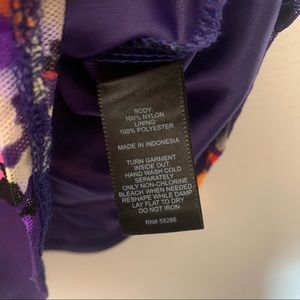 BODY:
100% NYLON
LINING:
100% POLYESTER
MADE IN INDONESIA
TURN GARMENT
INSIDE OUT
HAND WASH COLD
SEPARATELY
ONLY NON-CHLORINE
BLEACH WHEN NEEDED.
RESHAPE WHILE DAMP
LAY FLAT TO DRY
DO NOT IRON
RN# 55285